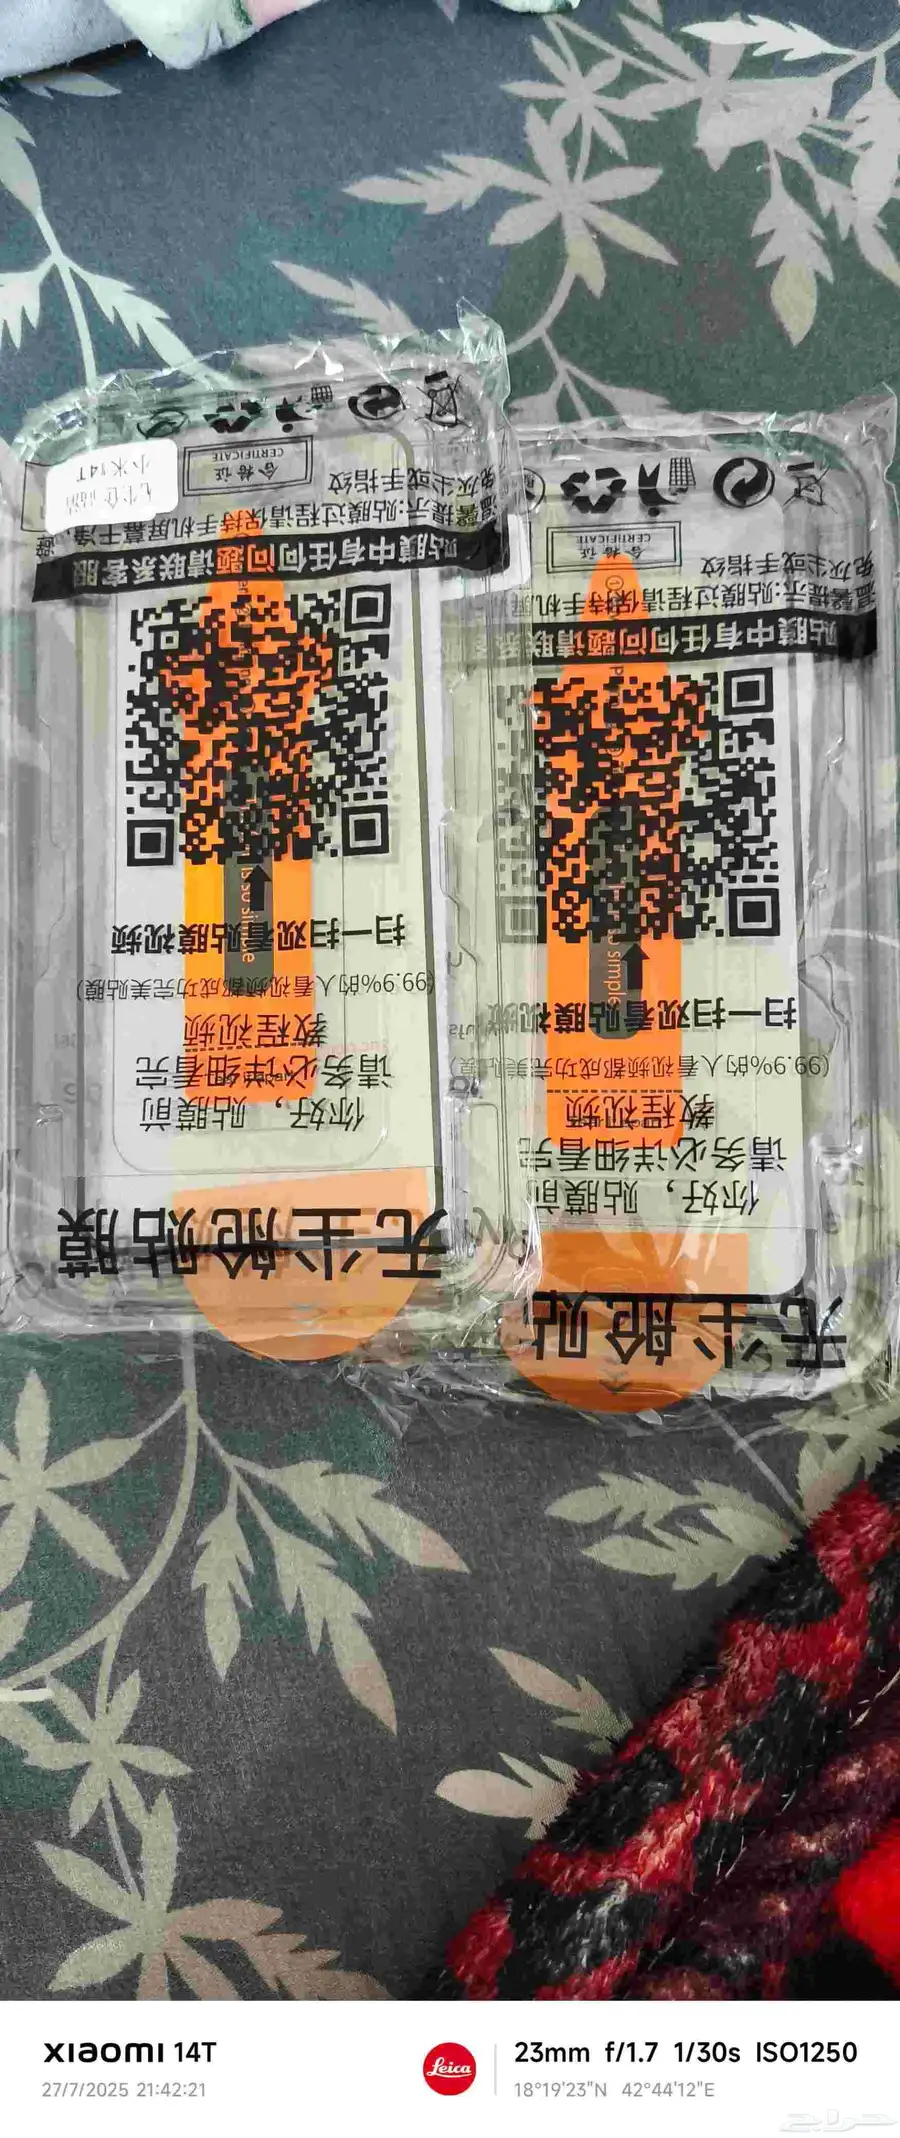 小米14T
合格证
CERTIFICATE
温馨提示:贴膜过程请保持手机屏幕干净,避
免灰尘或手指纹
贴膜中有任何问题请联系客服
is so simple
扫一扫观看贴膜视频
(99.9%的人看视频都成功完美贴膜)
教程视频
请务必详细看完
你好,贴膜前
无尘舱贴膜
合格证
CERTIFICATE
温馨提示:贴膜过程请保持手机屏
免灰尘或手指纹
贴膜中有任何问题请联系客
so simple
扫一扫观看贴膜视频
(99.9%的人看视频都成功完美贴膜)
教程视频
请务必详细看完
你好,贴膜前
无尘舱贴
XIAOMI 14T
27/7/2025 21:42:21
Leica
23mm f/1.7 1/30s ISO1250
18°19'23"N 42°44'12"E
حراج